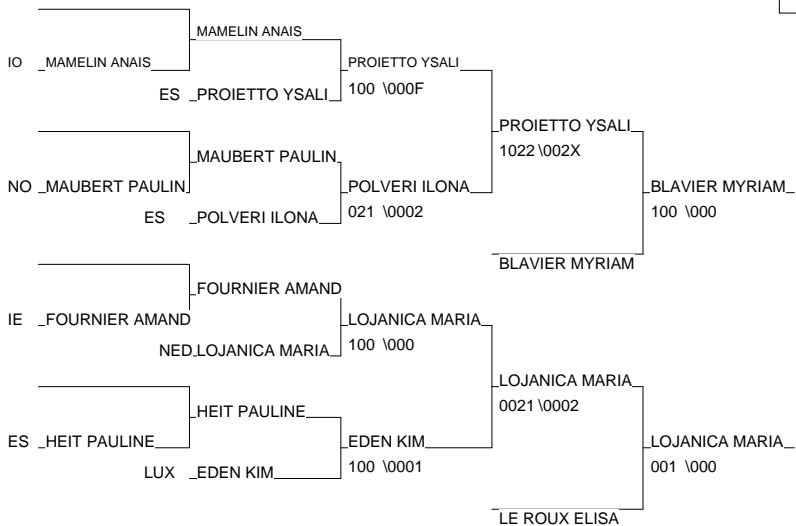 MAMELIN ANAIS
IO MAMELIN ANAIS PROIETTO YSALI
ES PROIETTO YSALI 100 \000F
PROIETTO YSALI
1022\002X
MAUBERT PAULIN
NO MAUBERT PAULIN POLVERI ILONA BLAVIER MYRIAM
ES POLVERI ILONA 021 \0002 100 \000
BLAVIER MYRIAM
FOURNIER AMAND
IE FOURNIER AMAND LOJANICA MARIA
NED LOJANICA MARIA 100 \000
LOJANICA MARIA
0021\0002
HEIT PAULINE
ES HEIT PAULINE EDEN KIM LOJANICA MARIA
LUX EDEN KIM 100 \0001 001 \000
LE ROUX ELISA